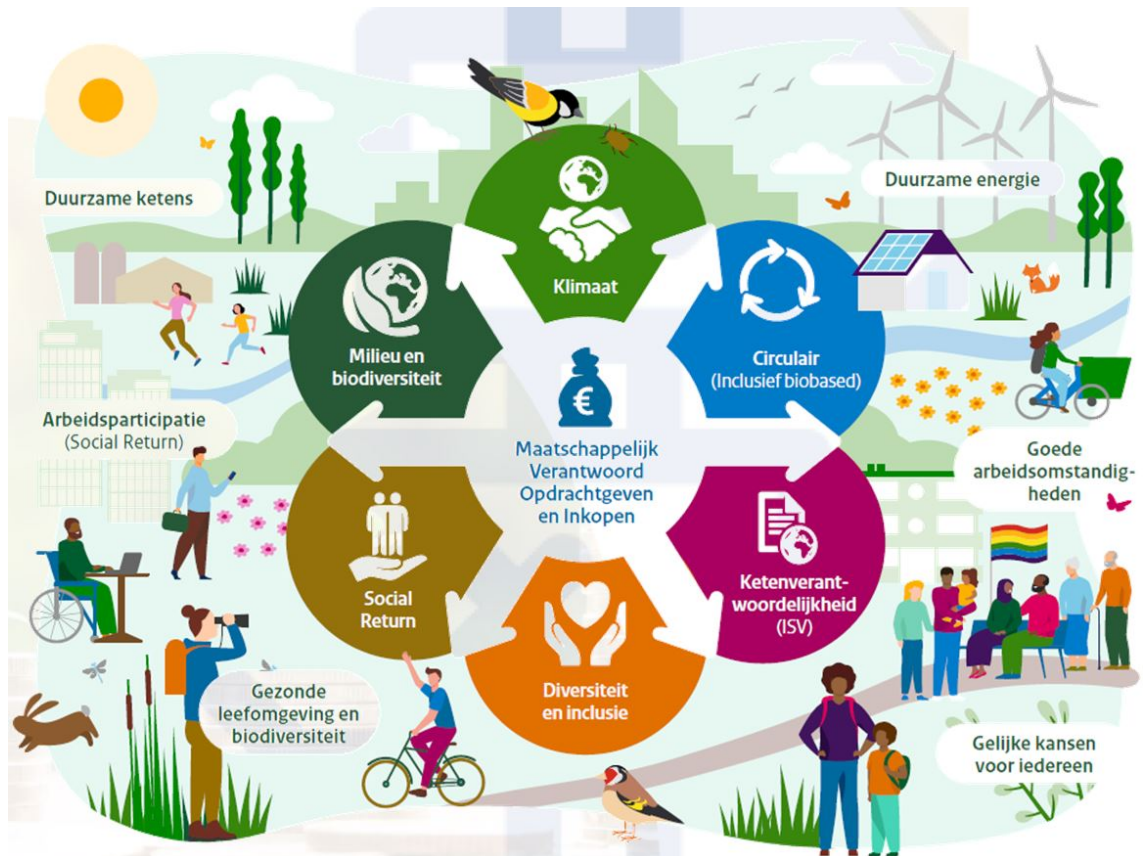 Duurzame ketens
Duurzame energie
Klimaat
Milieu en
biodiversiteit
Circulair
(Inclusief biobased)
€
Maatschappelijk
Verantwoord
Opdrachtgeven
en Inkopen
Arbeidsparticipatie
(Social Return)
Goede
arbeidsomstandig-
heden
Social
Return
Ketenverant-
woordelijkheid
(ISV)
Diversiteit
en inclusie
Gezonde
leefomgeving en
biodiversiteit
Gelijke kansen
voor iedereen